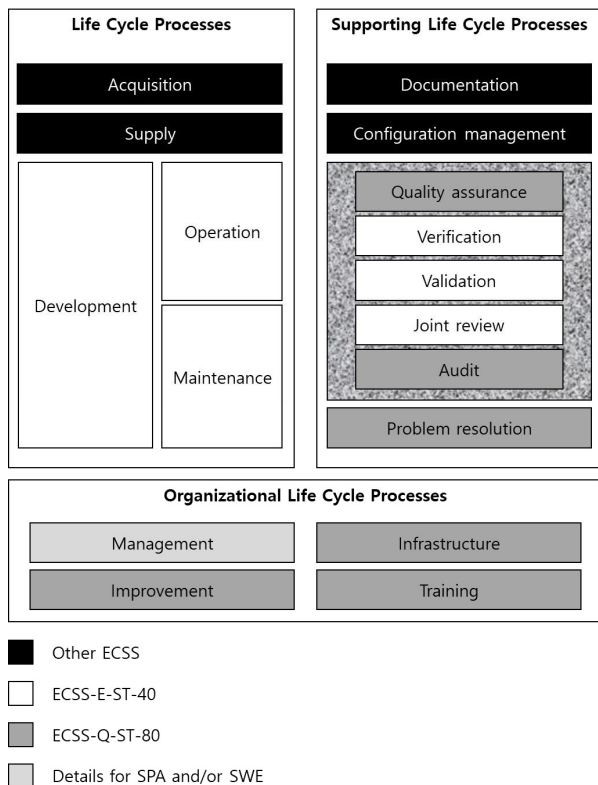 Life Cycle Processes
Acquisition
Supply
Development
Operation
Maintenance
Supporting Life Cycle Processes
Documentation
Configuration management
Quality assurance
Verification
Validation
Joint review
Audit
Problem resolution
Organizational Life Cycle Processes
Management
Infrastructure
Improvement
Training
Other ECSS
ECSS-E-ST-40
ECSS-Q-ST-80
Details for SPA and/or SWE